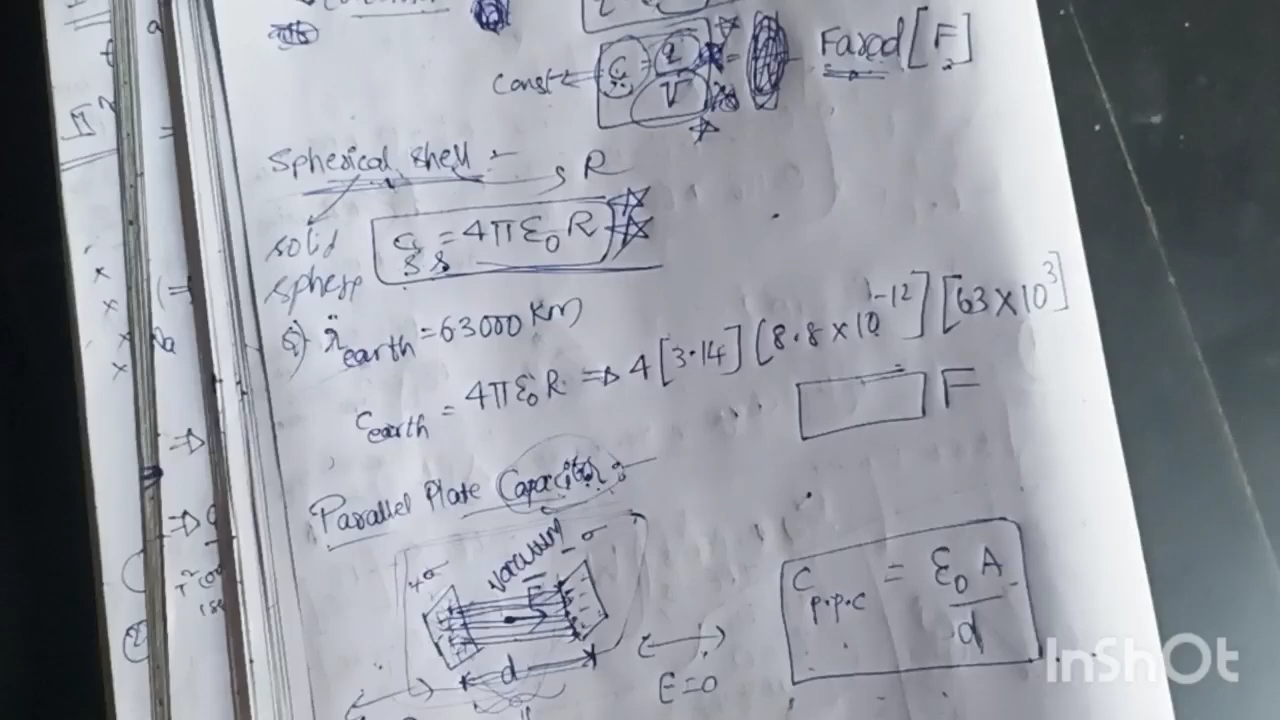 Const ← C = q/V = Farad [F]
Spherical shell :- → R
solid sphere
C s.s = 4πε₀R
Q) r earth = 63000 km
C earth = 4πε₀R ⇒ 4[3.14][8.8×10⁻¹²][63×10³]
F
Parallel Plate Capacitor :-
+σ vacuum -σ
E
d
E=0
C p.p.c = ε₀A/d
InShOt